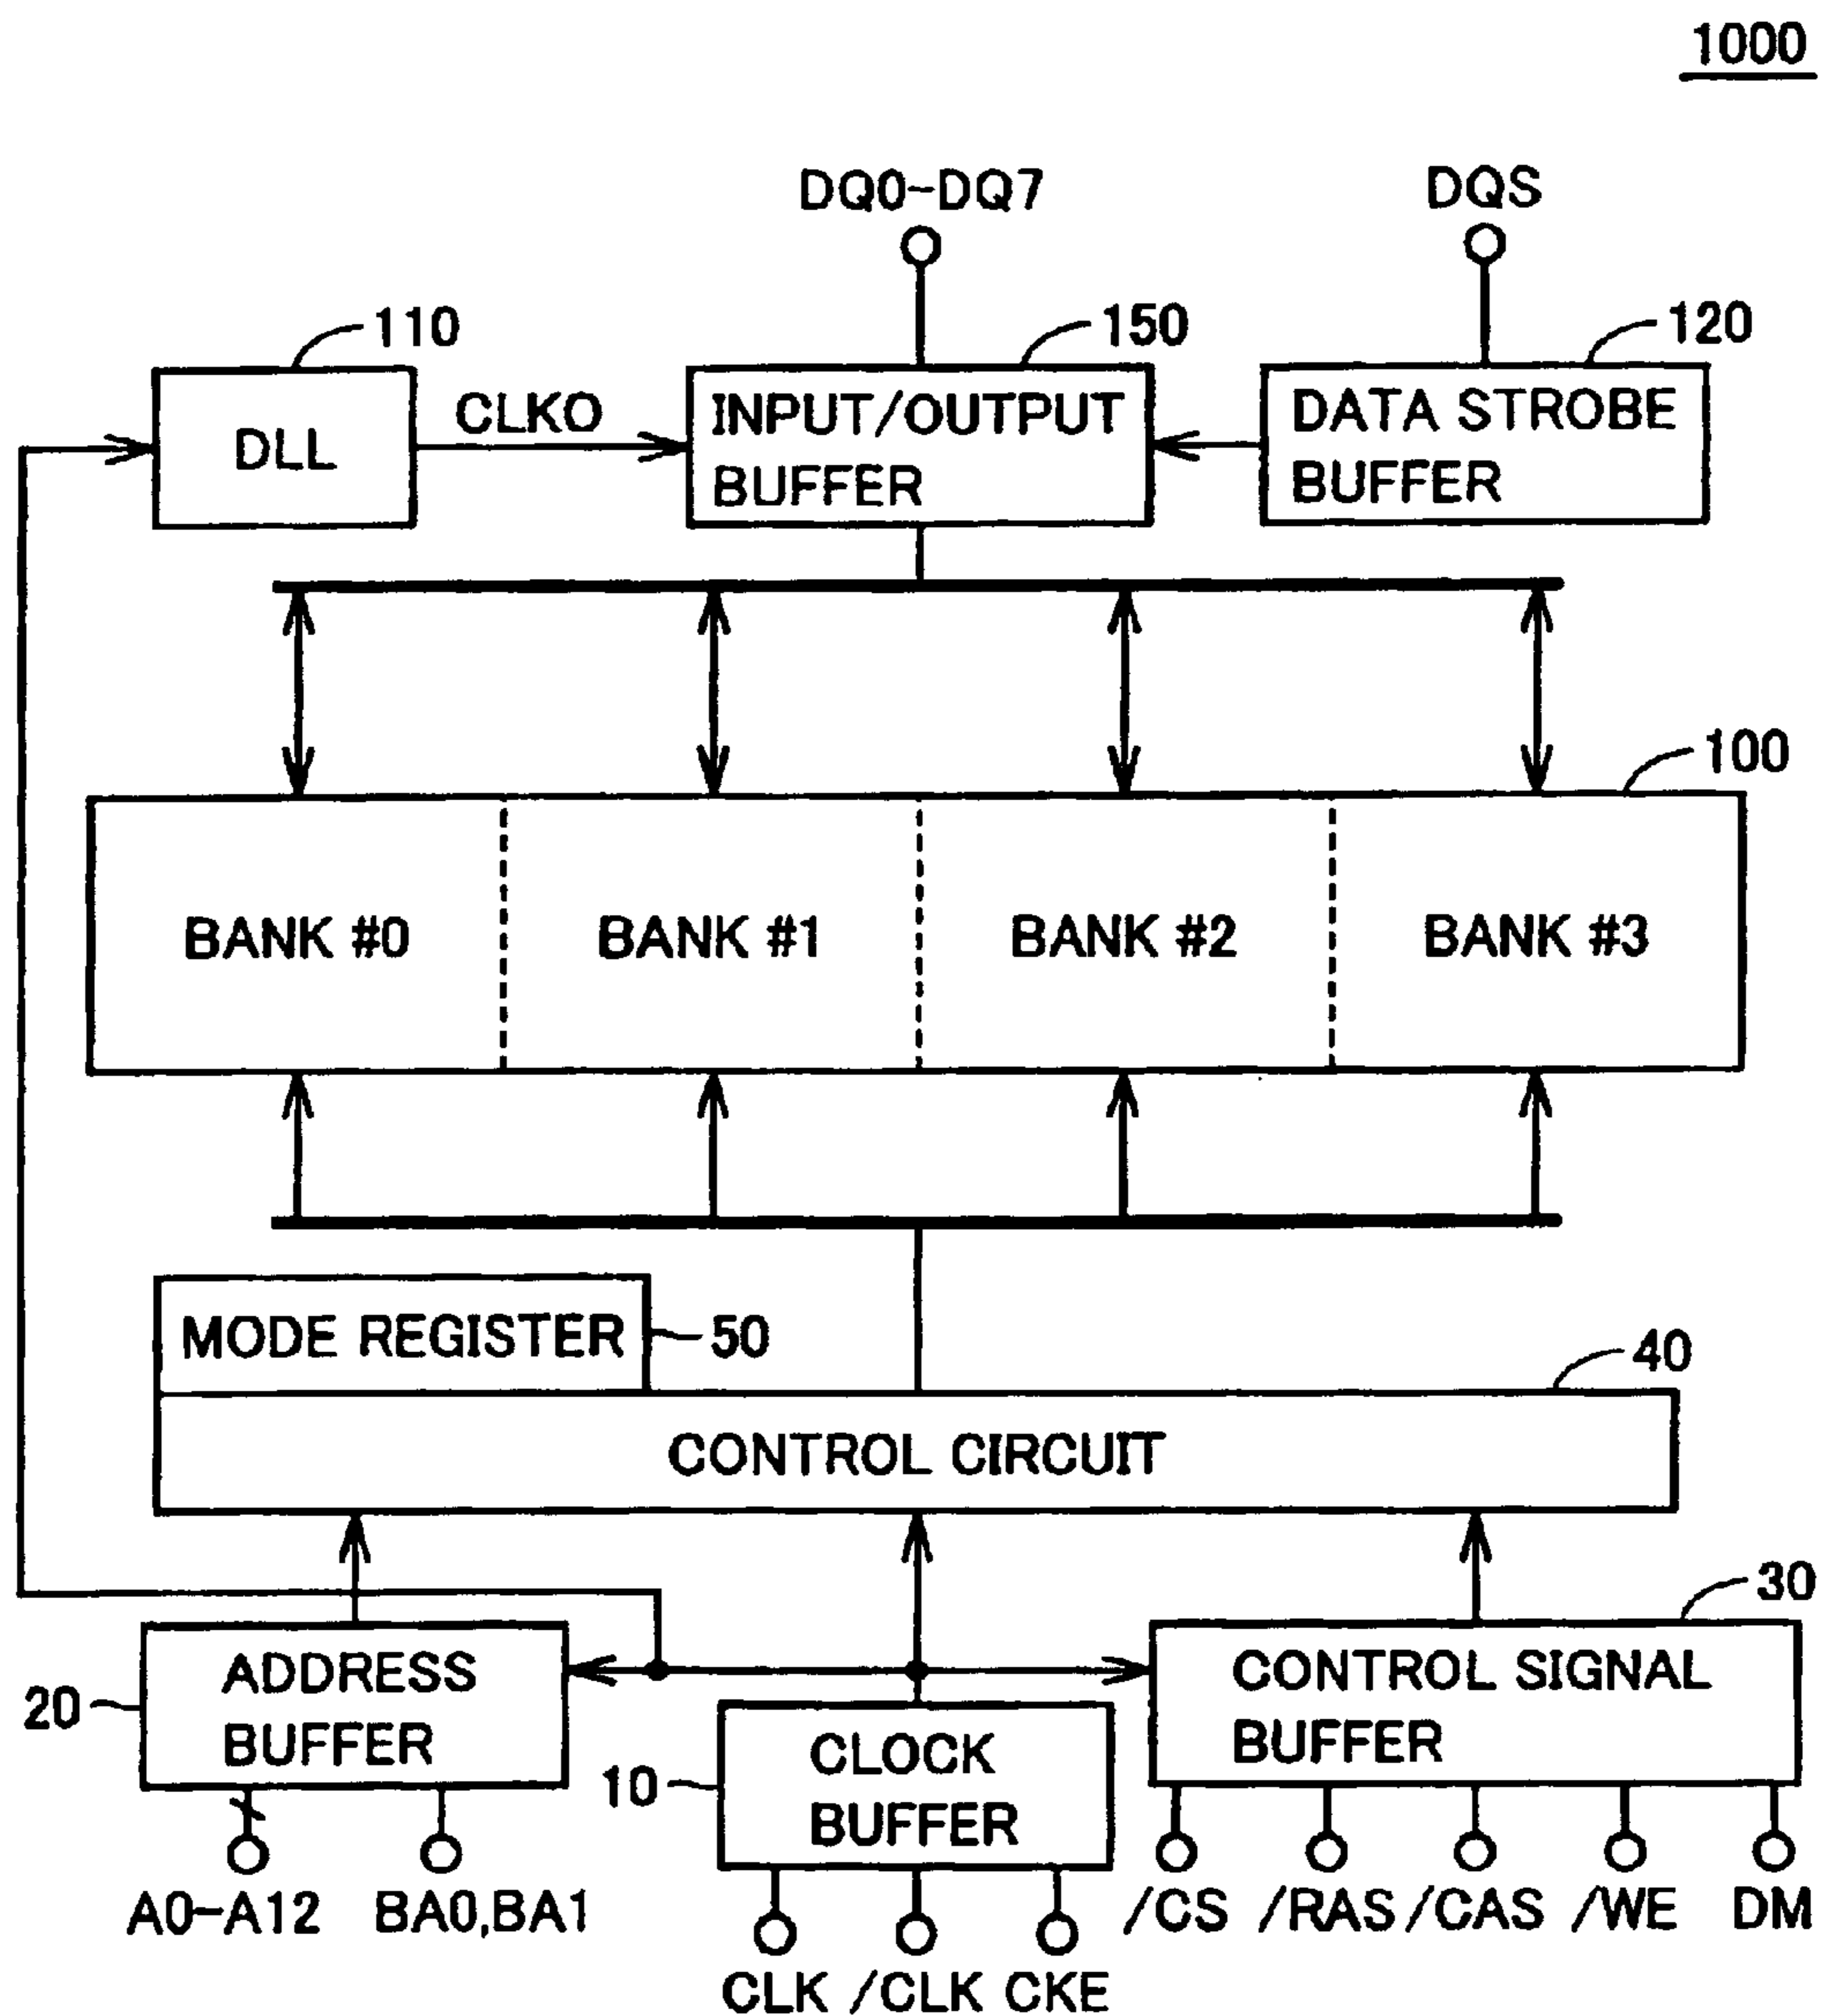 1000
DQ0-DQ7
DQS
110
150
120
DLL
CLKO
INPUT/OUTPUT
BUFFER
DATA STROBE
BUFFER
100
BANK #0
BANK #1
BANK #2
BANK #3
MODE REGISTER
50
40
CONTROL CIRCUIT
30
ADDRESS
BUFFER
20
CONTROL SIGNAL
BUFFER
CLOCK
BUFFER
10
A0-A12
BA0,BA1
/CS
/RAS
/CAS
/WE
DM
CLK
/CLK
CKE